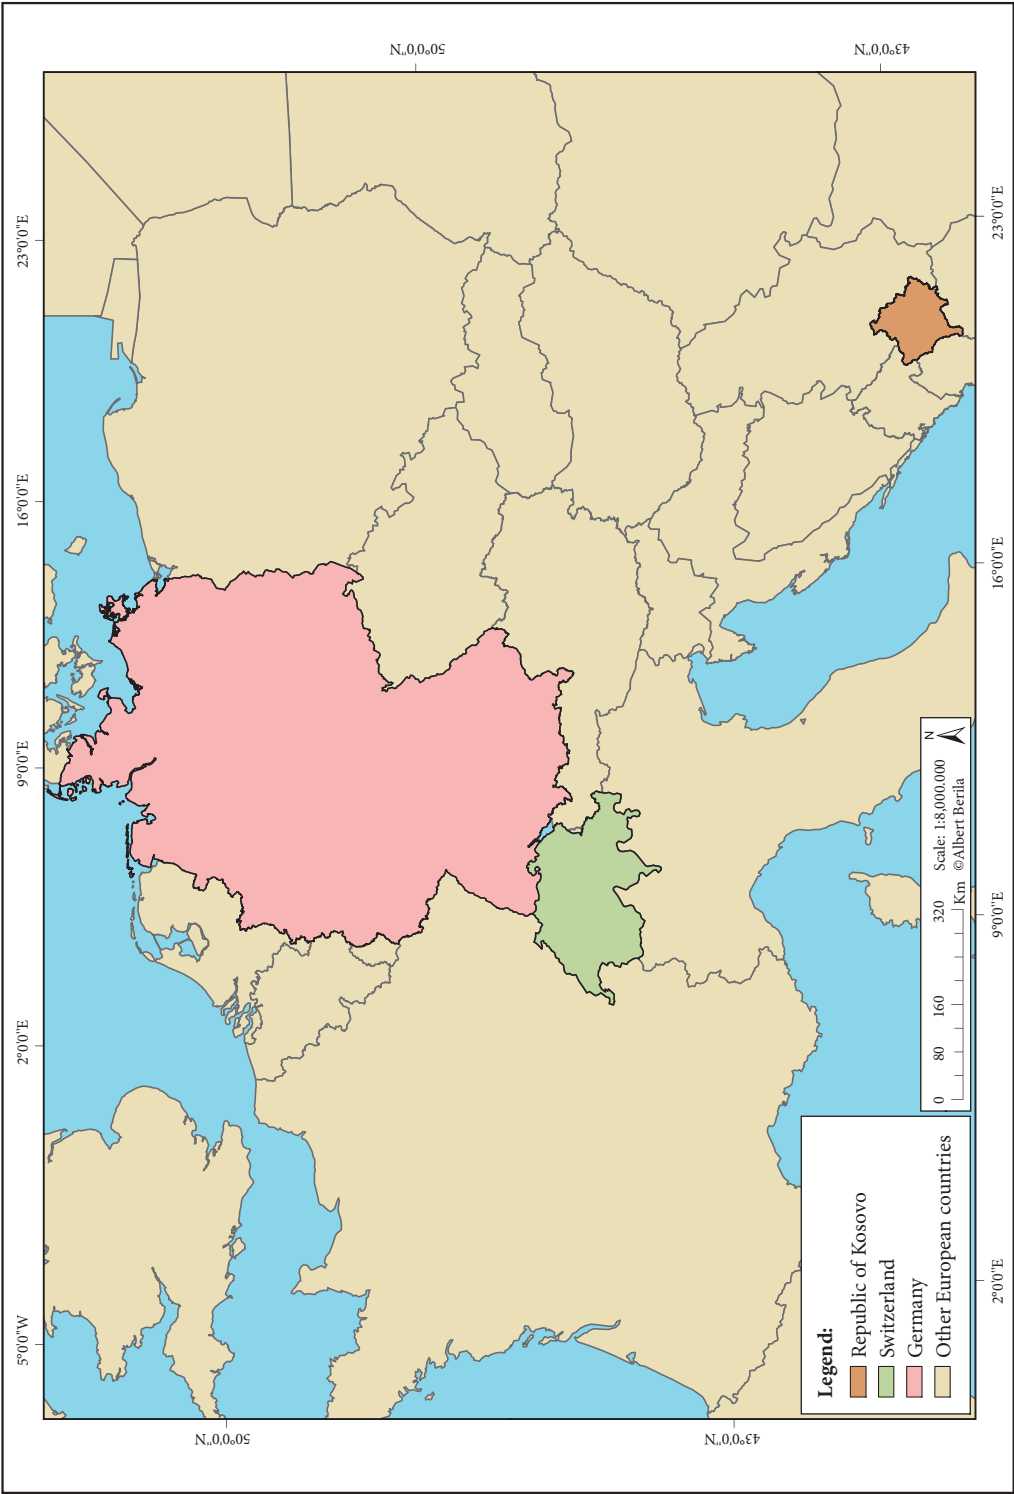 5°0'0"W
2°0'0"E
9°0'0"E
16°0'0"E
23°0'0"E
50°0'0"N
50°0'0"N
43°0'0"N
43°0'0"N
Legend:
Republic of Kosovo
Switzerland
Germany
Other European countries
N
Scale: 1:8,000.000
0 80 160 320
Km ©Albert Berila
2°0'0"E
9°0'0"E
16°0'0"E
23°0'0"E